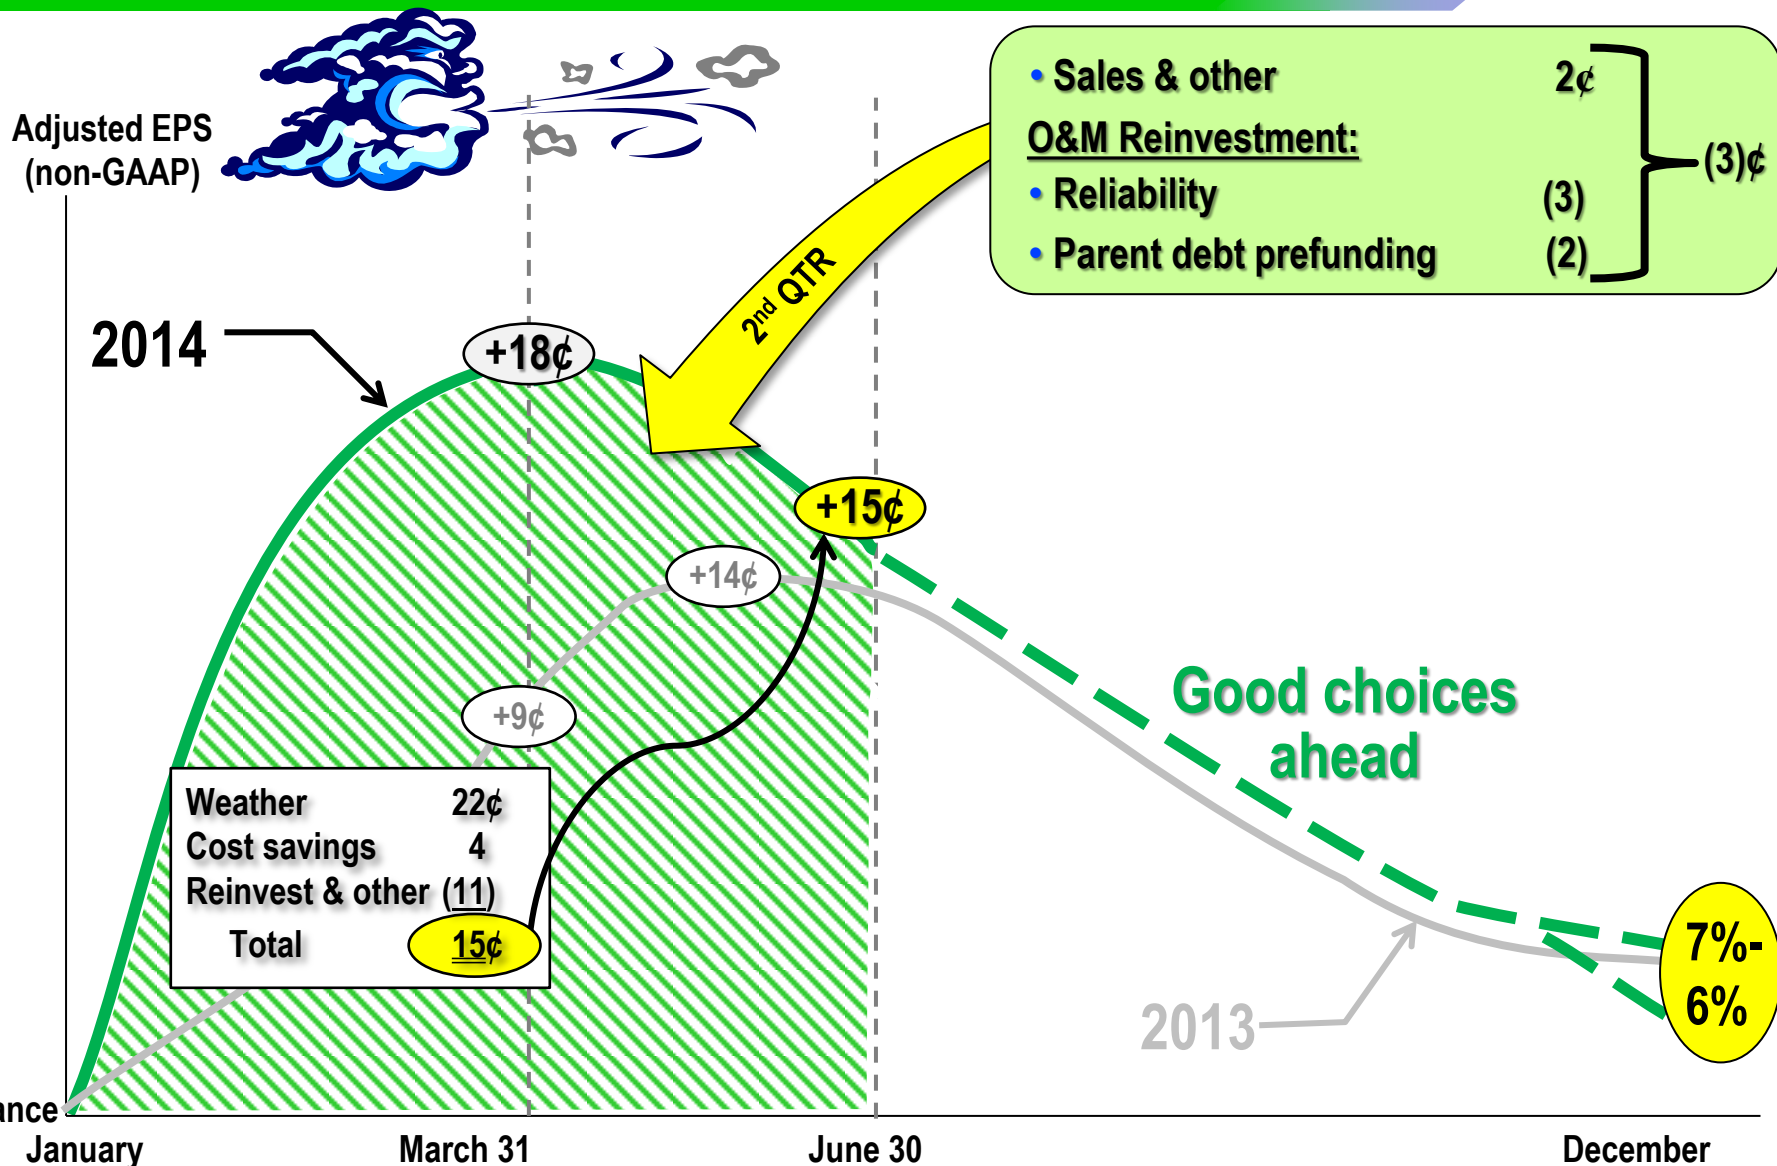 Adjusted EPS
(non-GAAP)
• Sales & other 2¢
O&M Reinvestment:
• Reliability (3)
• Parent debt prefunding (2)
(3)¢
2nd QTR
2014
+18¢
+15¢
+14¢
+9¢
Good choices
ahead
Weather 22¢
Cost savings 4
Reinvest & other (11)
Total 15¢
7%-
6%
2013
January March 31 June 30 December